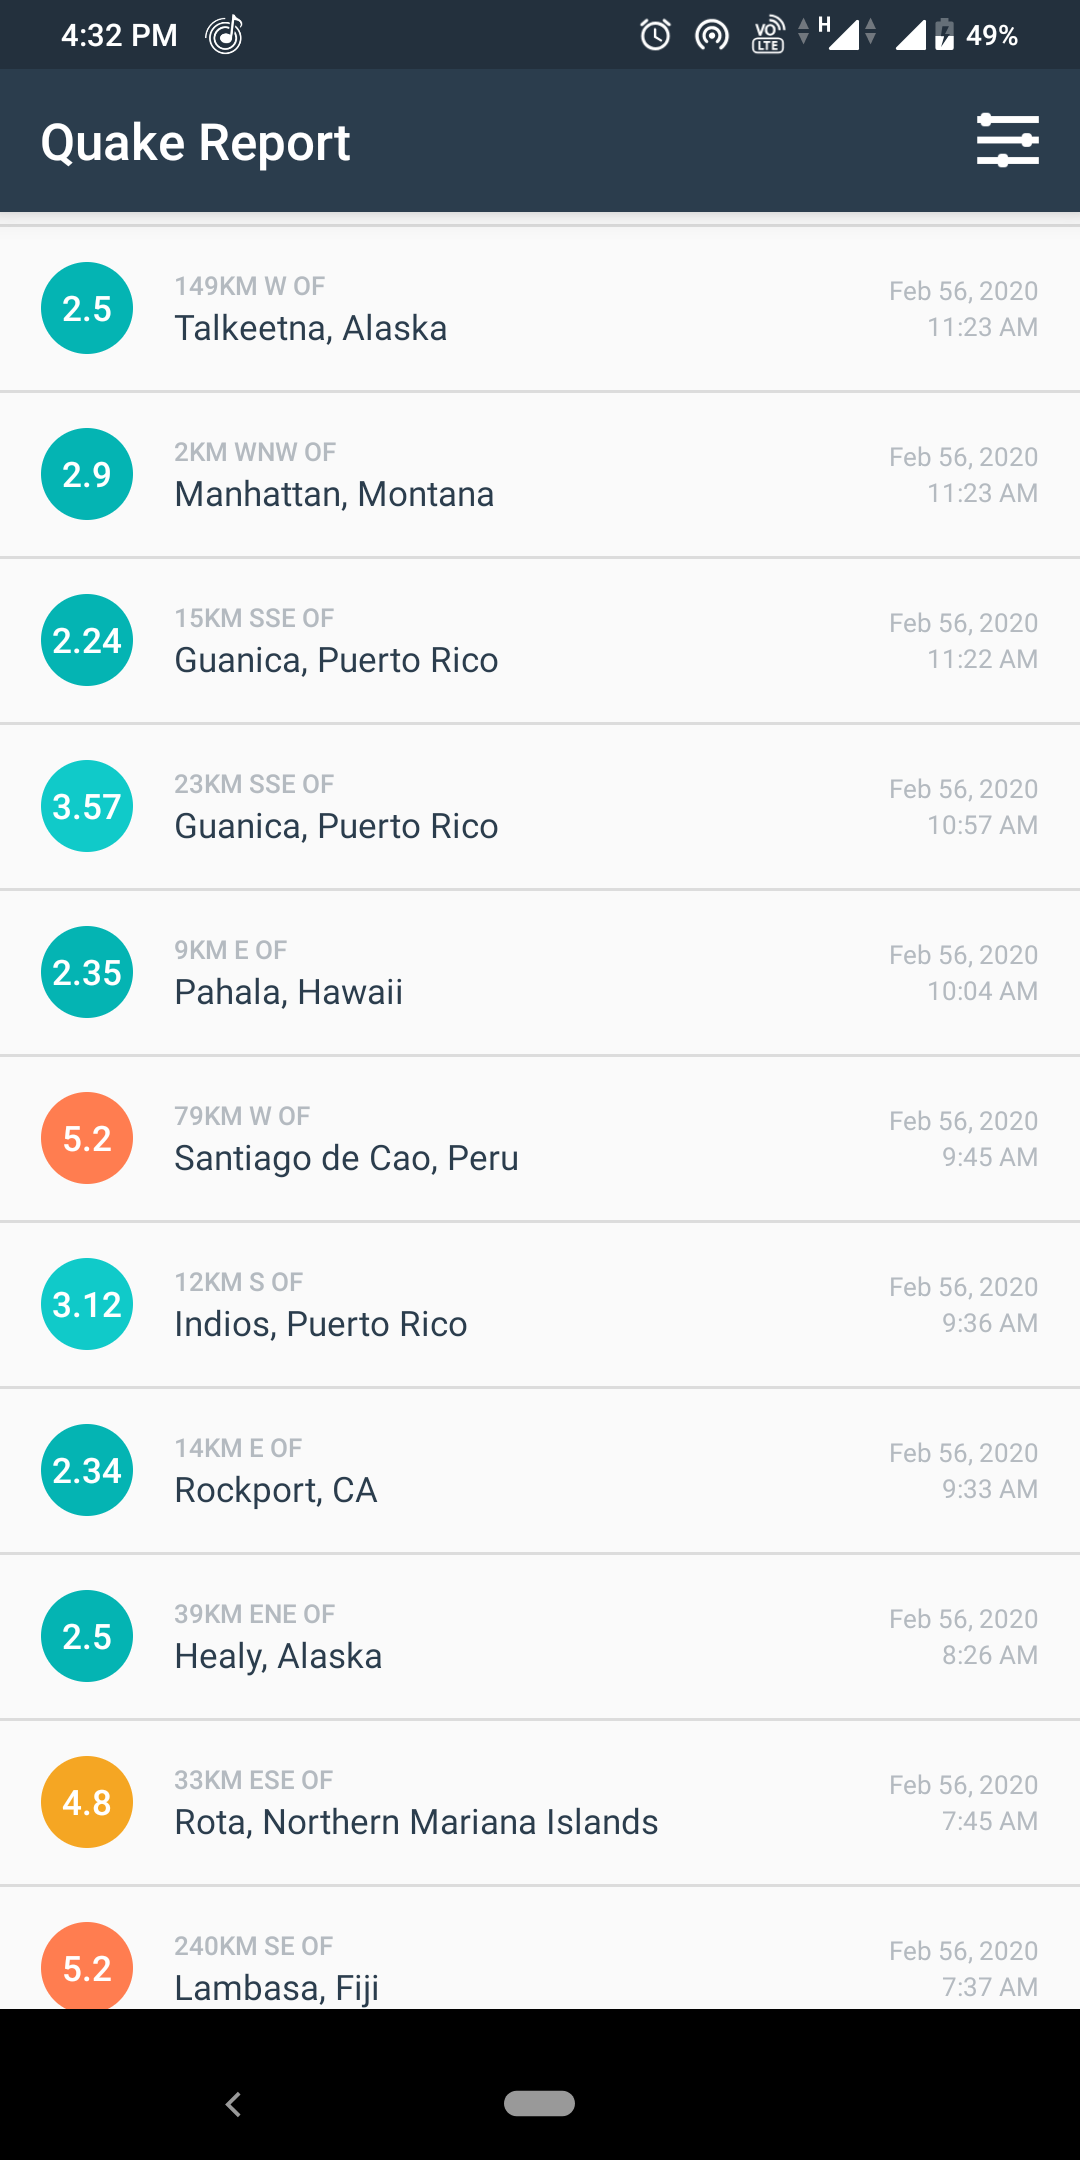 4:32 PM
VO LTE
H
49%
Quake Report
2.5
149KM W OF
Talkeetna, Alaska
Feb 56, 2020
11:23 AM
2.9
2KM WNW OF
Manhattan, Montana
Feb 56, 2020
11:23 AM
2.24
15KM SSE OF
Guanica, Puerto Rico
Feb 56, 2020
11:22 AM
3.57
23KM SSE OF
Guanica, Puerto Rico
Feb 56, 2020
10:57 AM
2.35
9KM E OF
Pahala, Hawaii
Feb 56, 2020
10:04 AM
5.2
79KM W OF
Santiago de Cao, Peru
Feb 56, 2020
9:45 AM
3.12
12KM S OF
Indios, Puerto Rico
Feb 56, 2020
9:36 AM
2.34
14KM E OF
Rockport, CA
Feb 56, 2020
9:33 AM
2.5
39KM ENE OF
Healy, Alaska
Feb 56, 2020
8:26 AM
4.8
33KM ESE OF
Rota, Northern Mariana Islands
Feb 56, 2020
7:45 AM
5.2
240KM SE OF
Lambasa, Fiji
Feb 56, 2020
7:37 AM